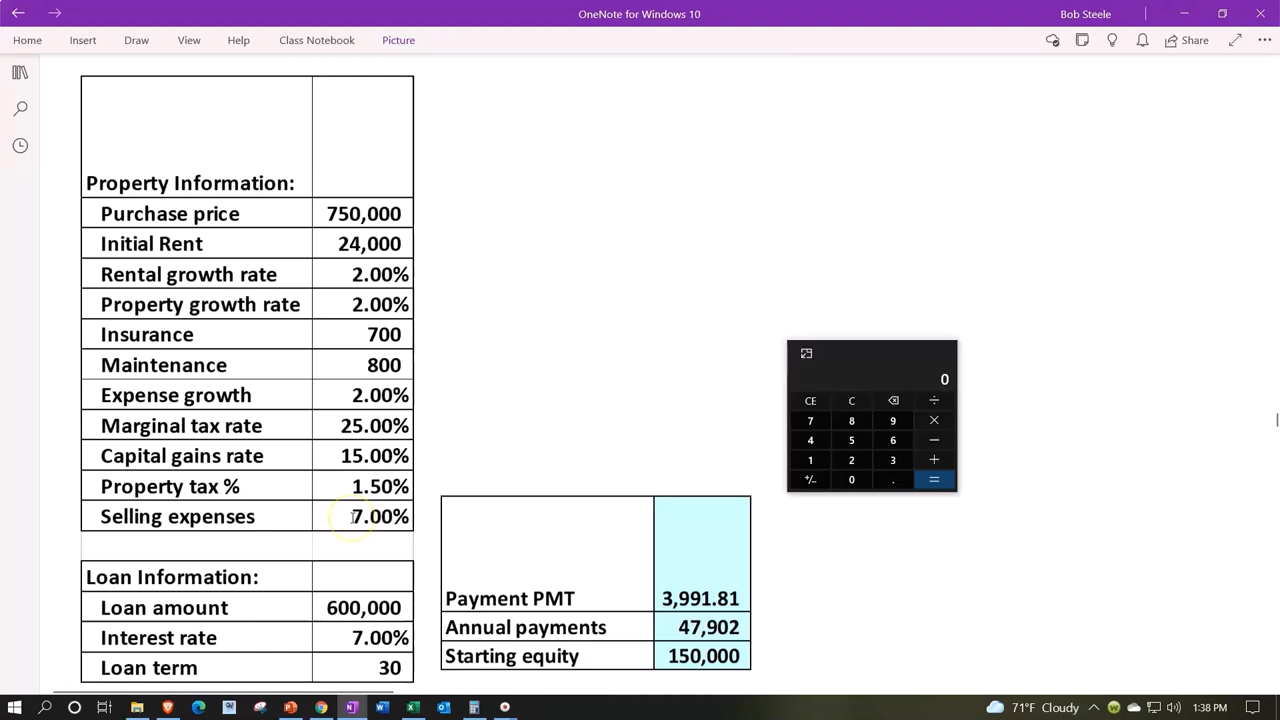 OneNote for Windows 10
Bob Steele
Home Insert Draw View Help Class Notebook Picture Share
Property Information:
Purchase price 750,000
Initial Rent 24,000
Rental growth rate 2.00%
Property growth rate 2.00%
Insurance 700
Maintenance 800
Expense growth 2.00%
Marginal tax rate 25.00%
Capital gains rate 15.00%
Property tax % 1.50%
Selling expenses 7.00%
Loan Information:
Loan amount 600,000
Interest rate 7.00%
Loan term 30
Payment PMT 3,991.81
Annual payments 47,902
Starting equity 150,000
0
CE C ÷
7 8 9 ×
4 5 6 −
1 2 3 +
+/− 0 . =
71°F Cloudy
1:38 PM